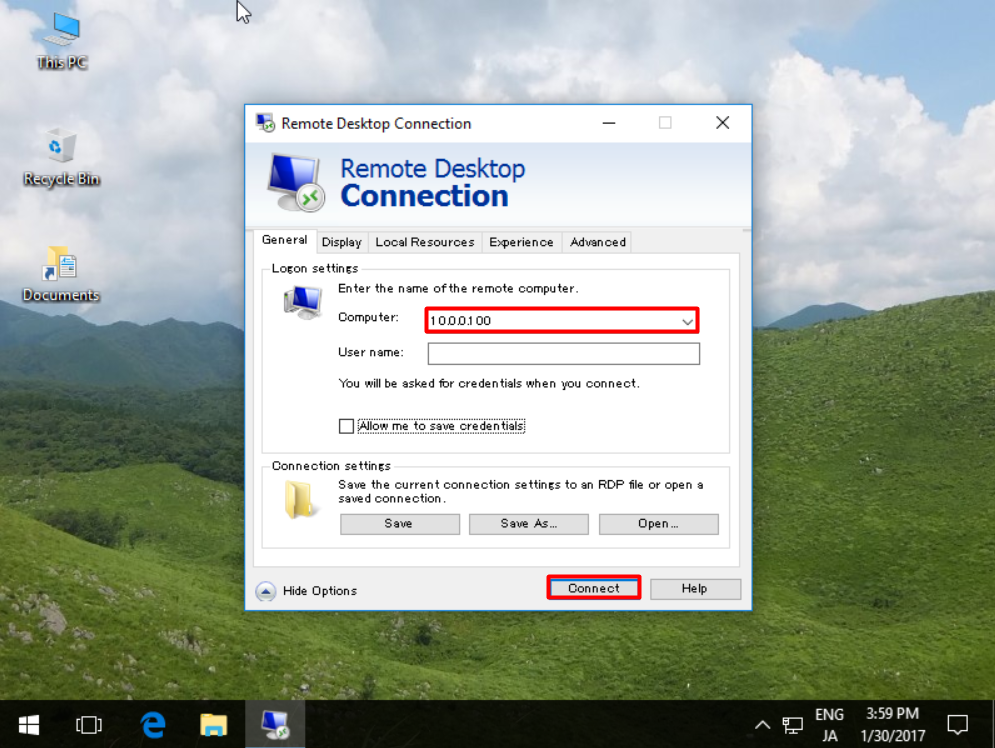 This PC
Recycle Bin
Documents
Remote Desktop Connection
Remote Desktop
Connection
General
Display
Local Resources
Experience
Advanced
Logon settings
Enter the name of the remote computer.
Computer:
10.0.0.100
User name:
You will be asked for credentials when you connect.
Allow me to save credentials
Connection settings
Save the current connection settings to an RDP file or open a
saved connection.
Save
Save As...
Open...
Hide Options
Connect
Help
ENG
JA
3:59 PM
1/30/2017